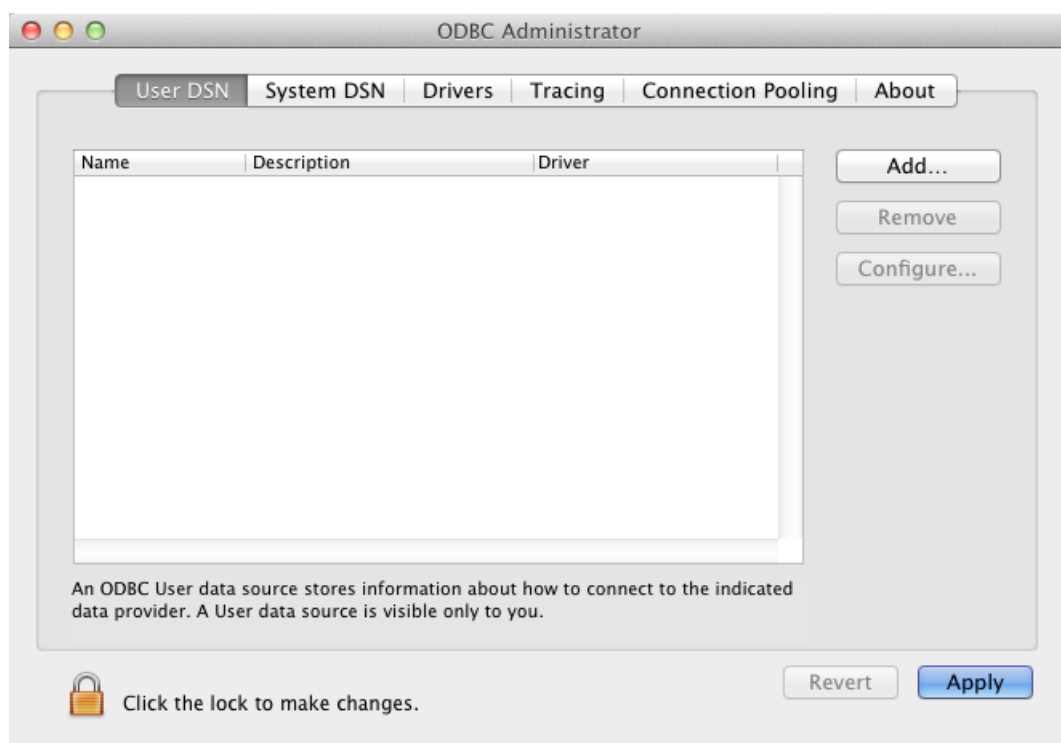 ODBC Administrator
User DSN System DSN Drivers Tracing Connection Pooling About
Name Description Driver
Add...
Remove
Configure...
An ODBC User data source stores information about how to connect to the indicated
data provider. A User data source is visible only to you.
Click the lock to make changes.
Revert Apply